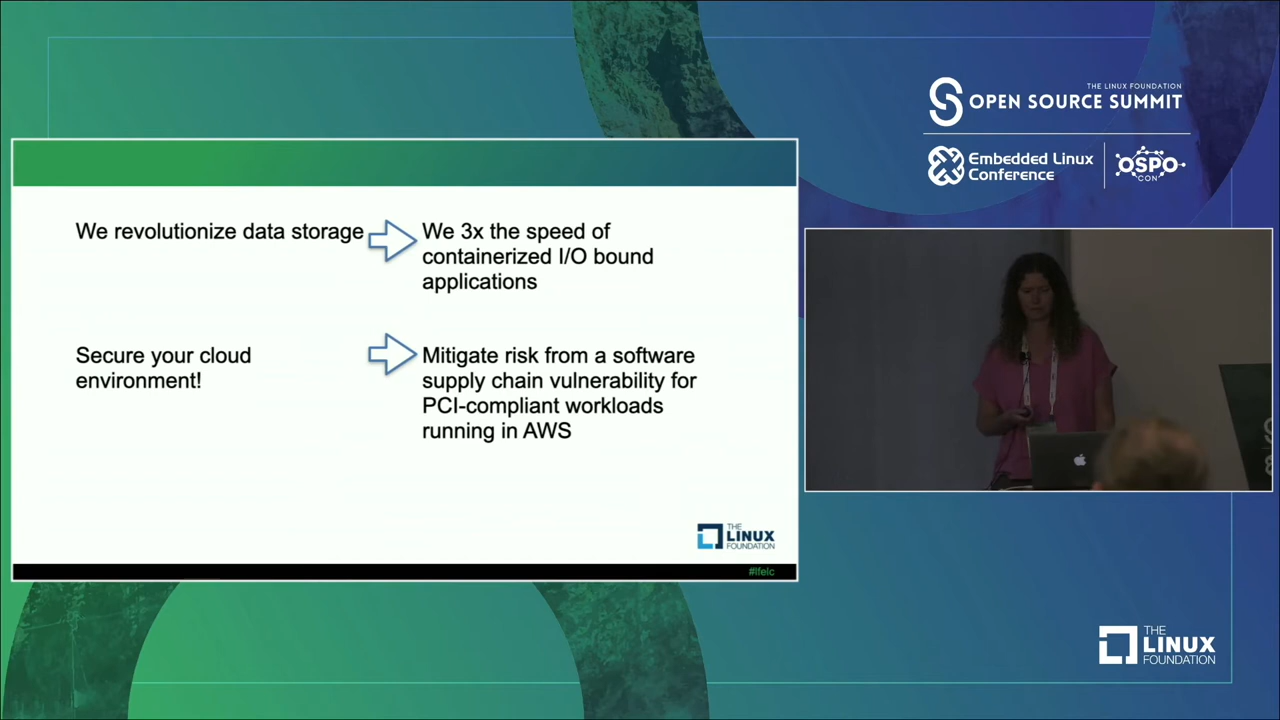 THE LINUX FOUNDATION
OPEN SOURCE SUMMIT
Embedded Linux
Conference
OSPO
CON
We revolutionize data storage
We 3x the speed of
containerized I/O bound
applications
Secure your cloud
environment!
Mitigate risk from a software
supply chain vulnerability for
PCI-compliant workloads
running in AWS
THE
LINUX
FOUNDATION
#lfelc
THE
LINUX
FOUNDATION